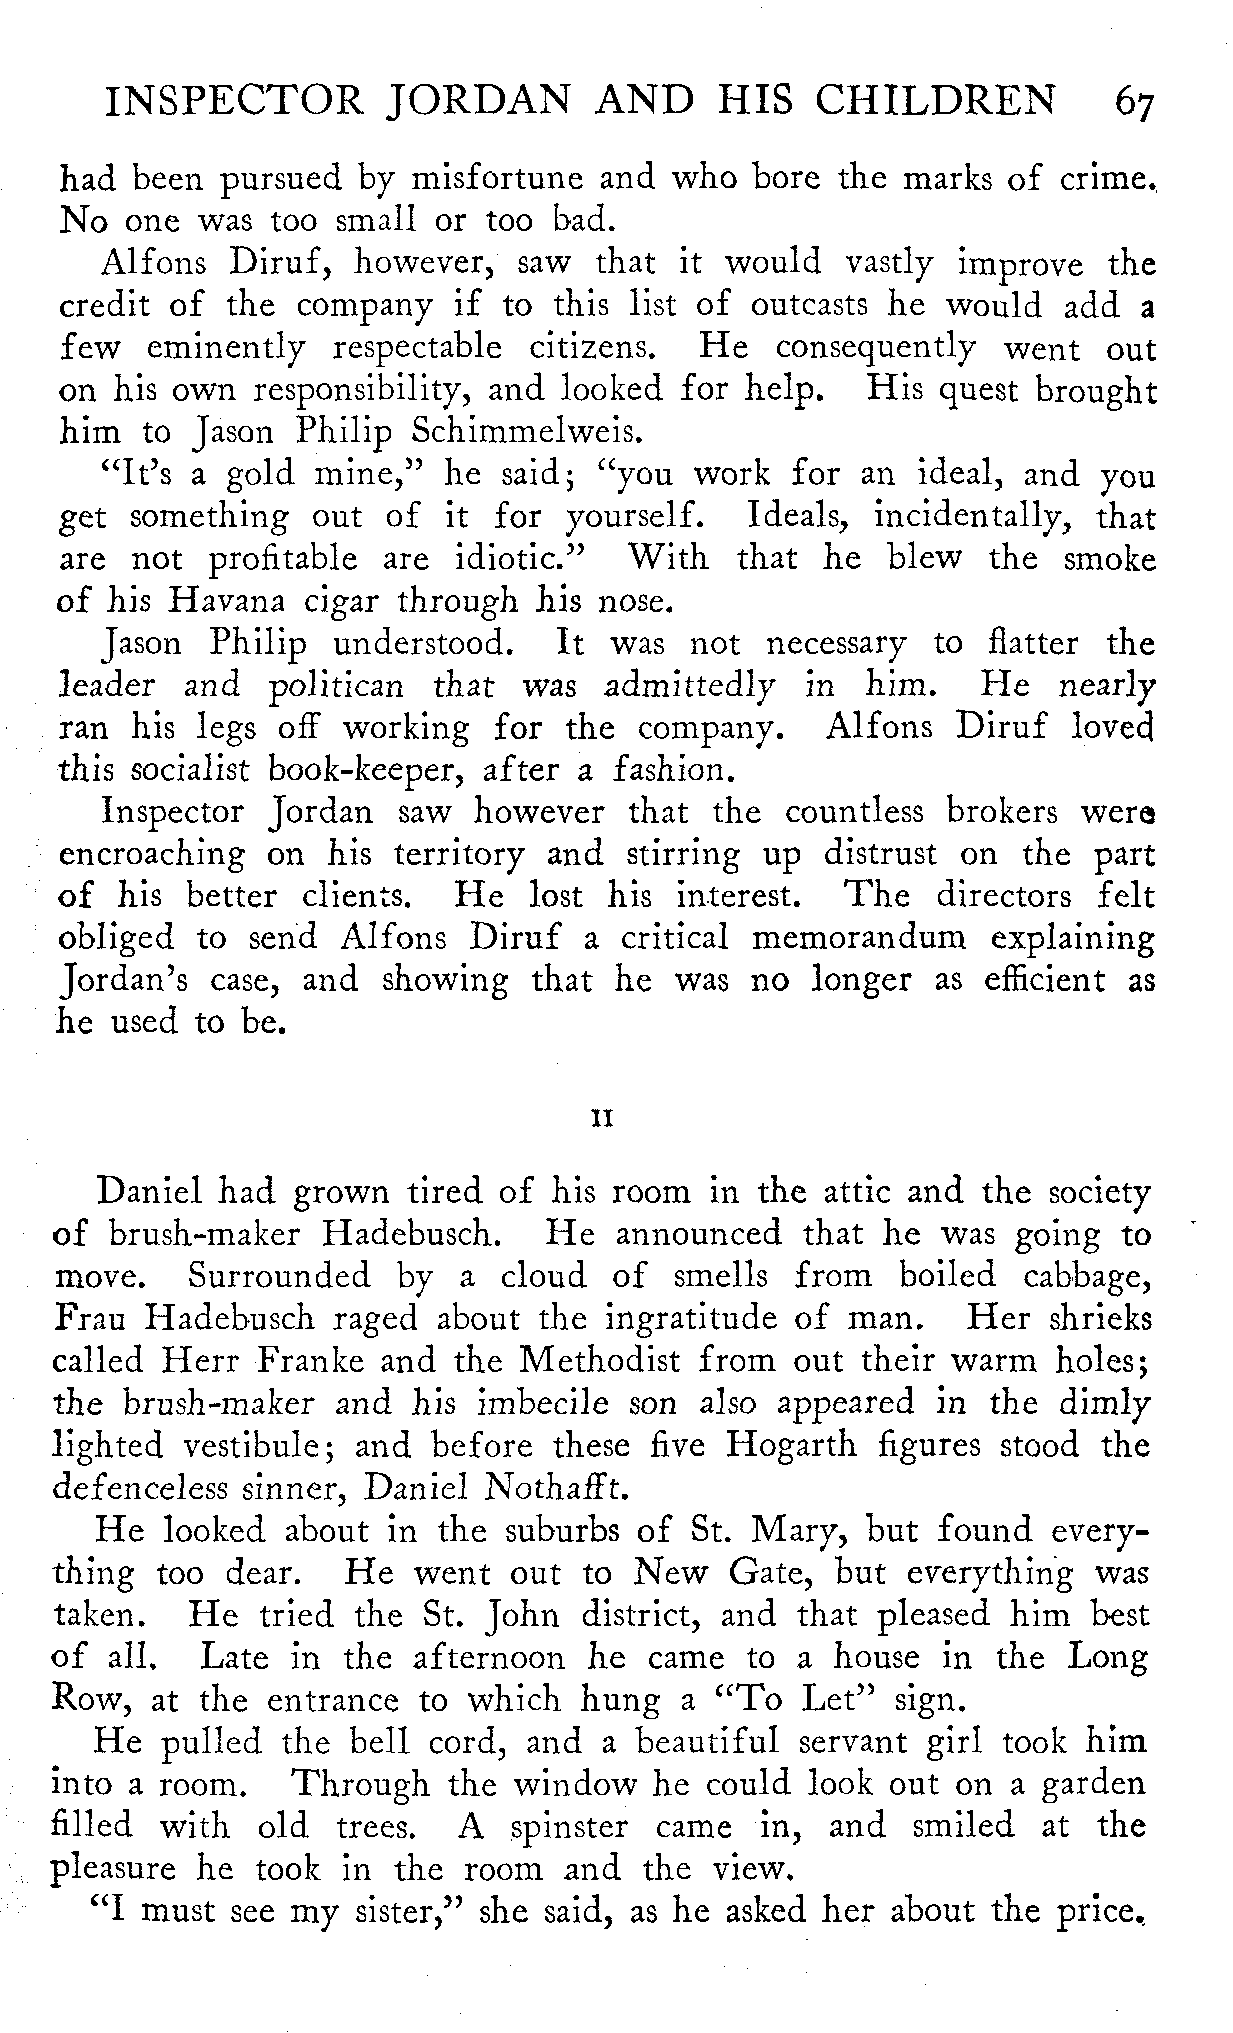 INSPECTOR JORDAN AND HIS CHILDREN 67
had been pursued by misfortune and who bore the marks of crime.
No one was too small or too bad.
Alfons Diruf, however, saw that it would vastly improve the
credit of the company if to this list of outcasts he would add a
few eminently respectable citizens. He consequently went out
on his own responsibility, and looked for help. His quest brought
him to Jason Philip Schimmelweis.
“It’s a gold mine,” he said; “you work for an ideal, and you
get something out of it for yourself. Ideals, incidentally, that
are not profitable are idiotic.” With that he blew the smoke
of his Havana cigar through his nose.
Jason Philip understood. It was not necessary to flatter the
leader and politican that was admittedly in him. He nearly
ran his legs off working for the company. Alfons Diruf loved
this socialist book-keeper, after a fashion.
Inspector Jordan saw however that the countless brokers were
encroaching on his territory and stirring up distrust on the part
of his better clients. He lost his interest. The directors felt
obliged to send Alfons Diruf a critical memorandum explaining
Jordan's case, and showing that he was no longer as efficient as
he used to be.
II
Daniel had grown tired of his room in the attic and the society
of brush-maker Hadebusch. He announced that he was going to
move. Surrounded by a cloud of smells from boiled cabbage,
Frau Hadebusch raged about the ingratitude of man. Her shrieks
called Herr Franke and the Methodist from out their warm holes;
the brush-maker and his imbecile son also appeared in the dimly
lighted vestibule; and before these five Hogarth figures stood the
defenceless sinner, Daniel Nothafft.
He looked about in the suburbs of St. Mary, but found every-
thing too dear. He went out to New Gate, but everything was
taken. He tried the St. John district, and that pleased him best
of all. Late in the afternoon he came to a house in the Long
Row, at the entrance to which hung a “To Let” sign.
He pulled the bell cord, and a beautiful servant girl took him
into a room. Through the window he could look out on a garden
filled with old trees. A spinster came in, and smiled at the
pleasure he took in the room and the view.
“I must see my sister,” she said, as he asked her about the price.